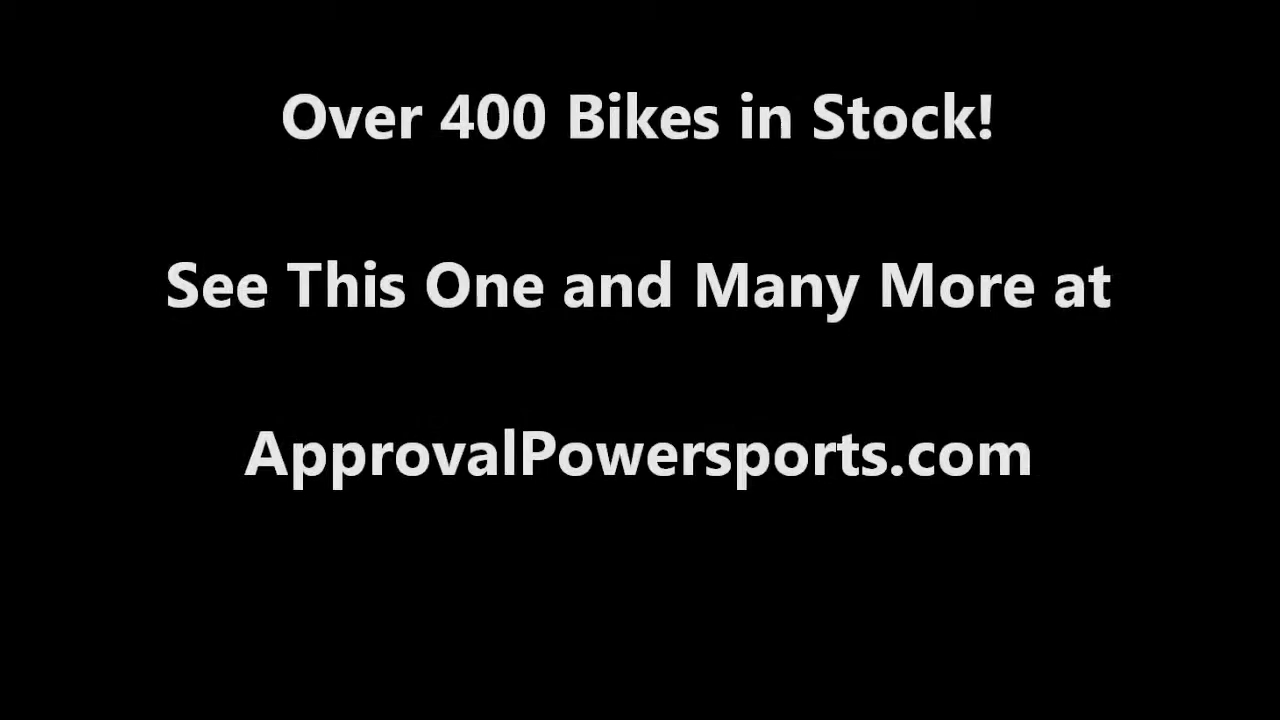 Over 400 Bikes in Stock!
See This One and Many More at
ApprovalPowersports.com